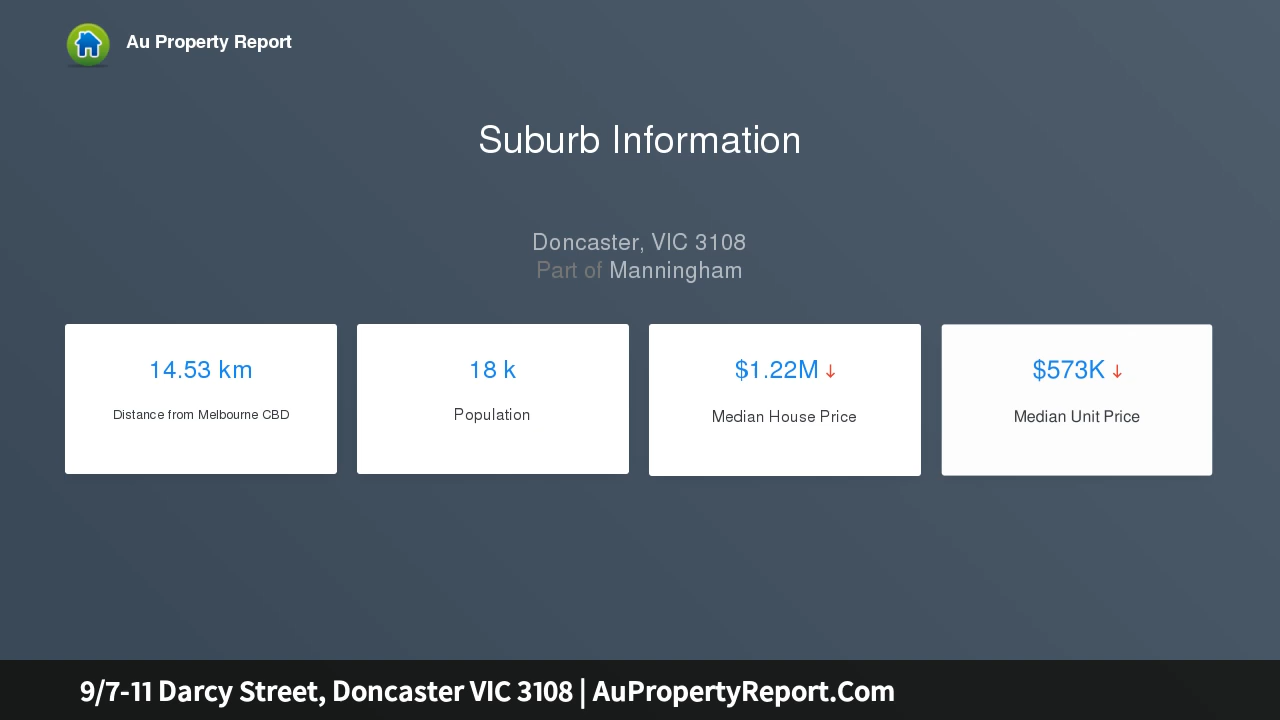 Au Property Report
Suburb Information
Doncaster, VIC 3108
Part of Manningham
14.53 km
Distance from Melbourne CBD
18 k
Population
$1.22M ↓
Median House Price
$573K ↓
Median Unit Price
9/7-11 Darcy Street, Doncaster VIC 3108 | AuPropertyReport.Com